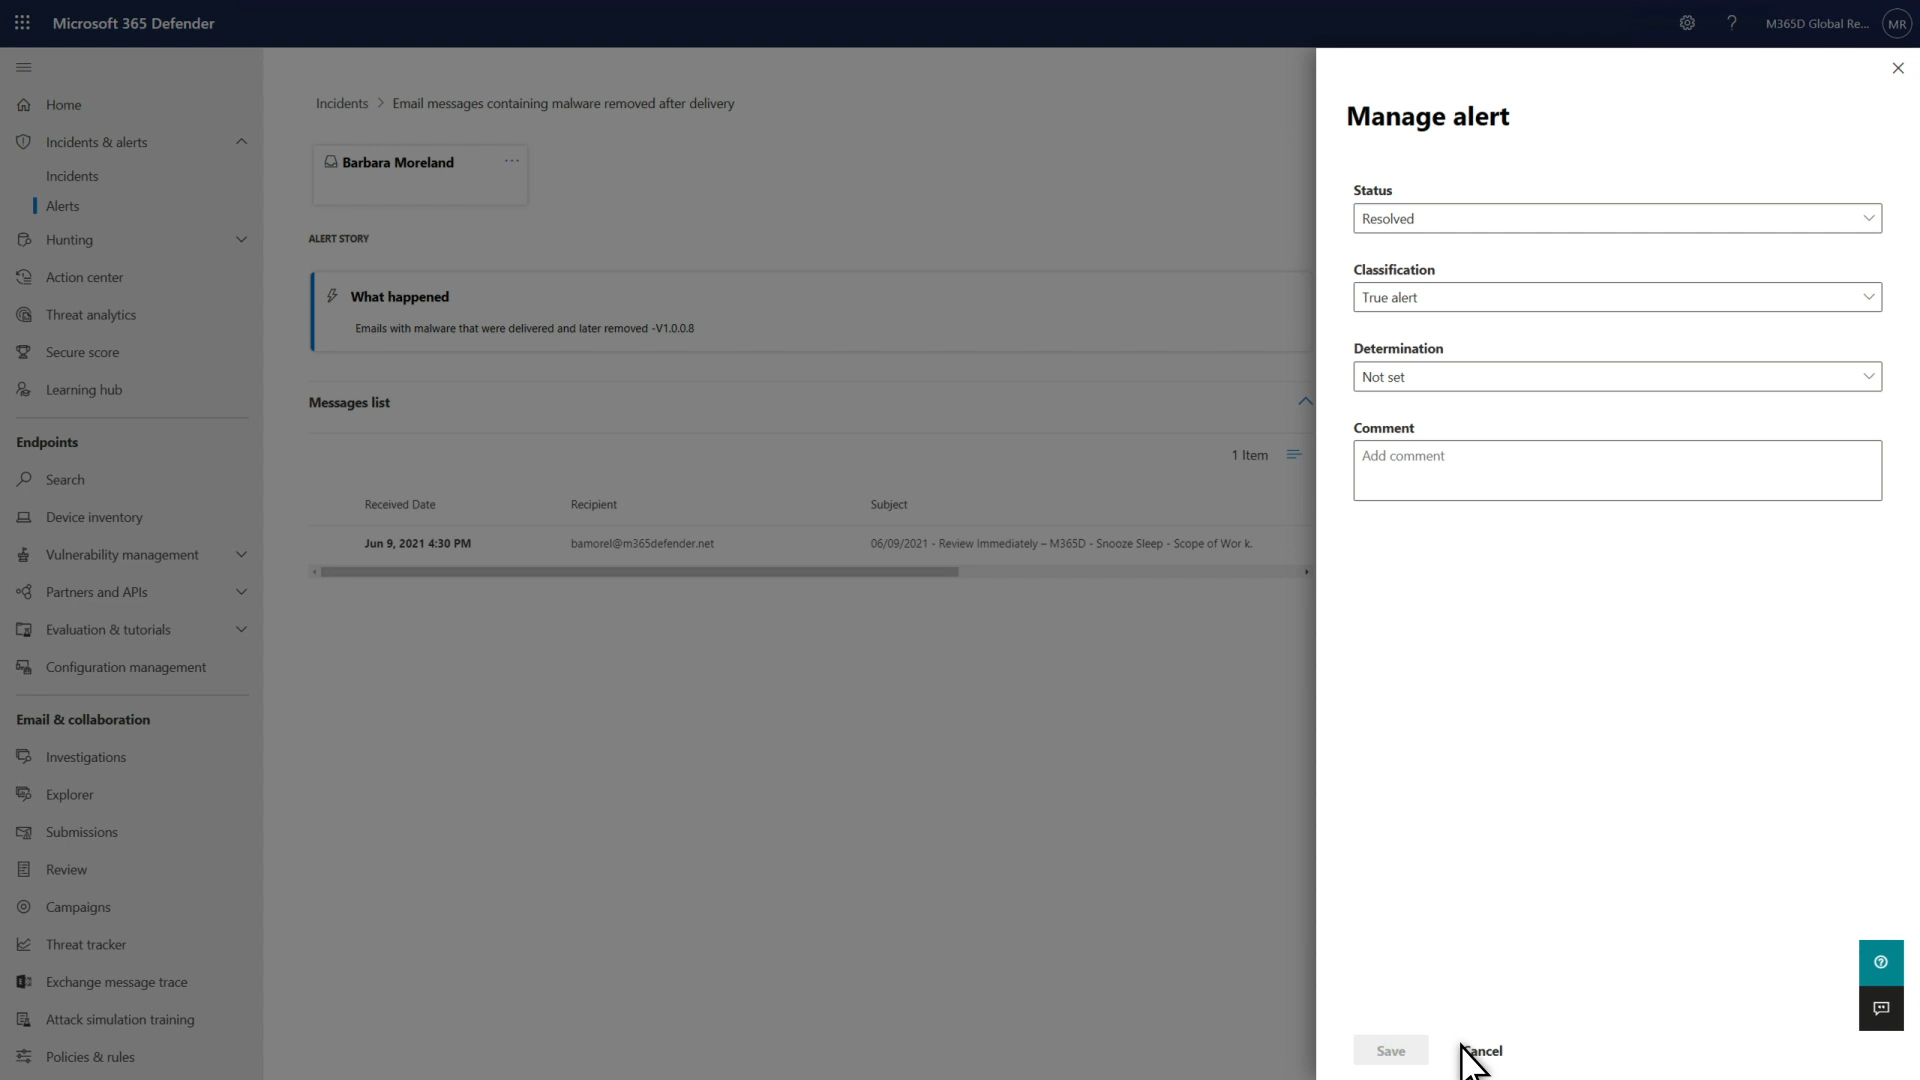 Microsoft 365 Defender
M365D Global Re...
MR
Home
Incidents & alerts
Incidents
Alerts
Hunting
Action center
Threat analytics
Secure score
Learning hub
Endpoints
Search
Device inventory
Vulnerability management
Partners and APIs
Evaluation & tutorials
Configuration management
Email & collaboration
Investigations
Explorer
Submissions
Review
Campaigns
Threat tracker
Exchange message trace
Attack simulation training
Policies & rules
Incidents > Email messages containing malware removed after delivery
Barbara Moreland
ALERT STORY
What happened
Emails with malware that were delivered and later removed -V1.0.0.8
Messages list
1 Item
Received Date Recipient Subject
Jun 9, 2021 4:30 PM bamorel@m365defender.net 06/09/2021 - Review Immediately – M365D - Snooze Sleep - Scope of Wor k.
Manage alert
Status
Resolved
Classification
True alert
Determination
Not set
Comment
Add comment
Save Cancel